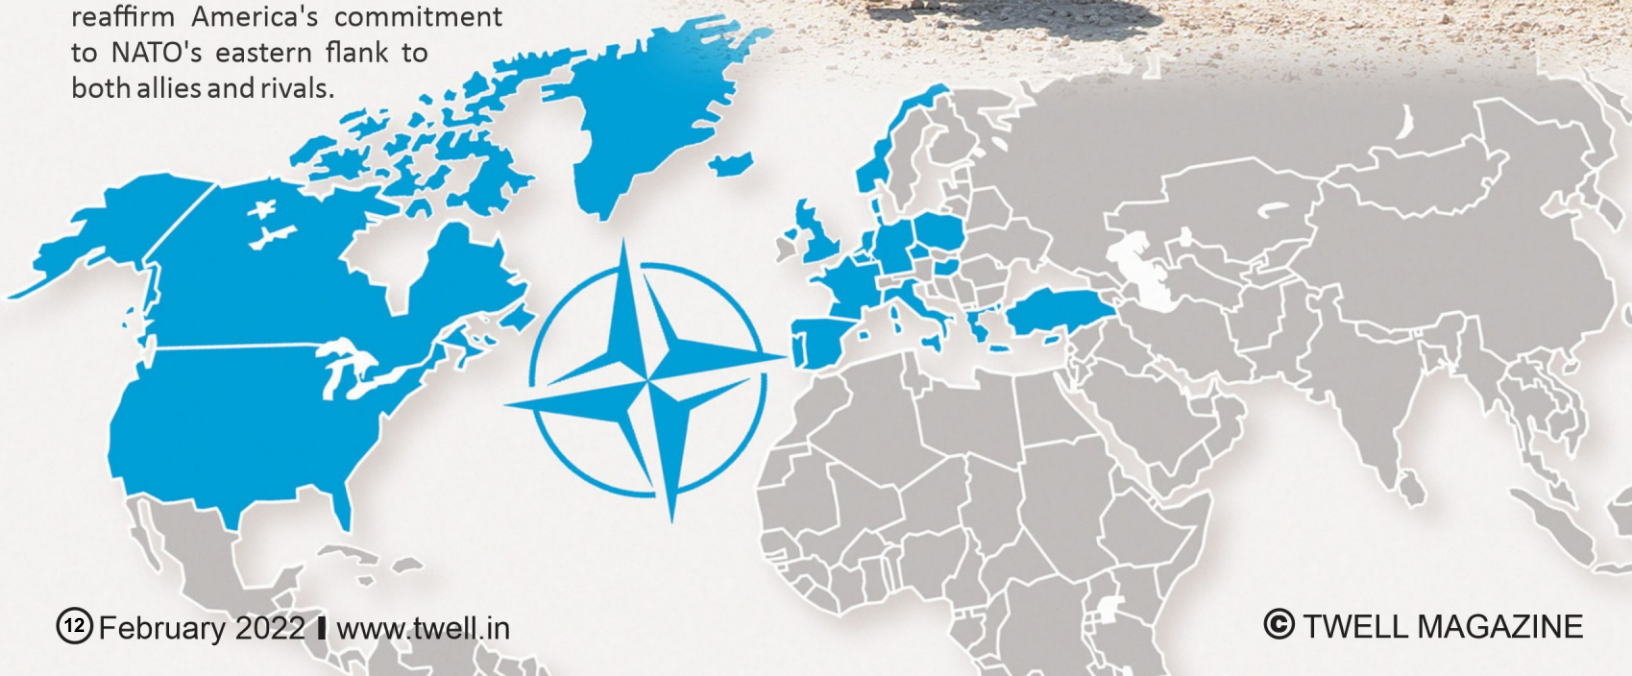 reaffirm America's commitment
to NATO's eastern flank to
both allies and rivals.
12 February 2022 | www.twell.in
© TWELL MAGAZINE